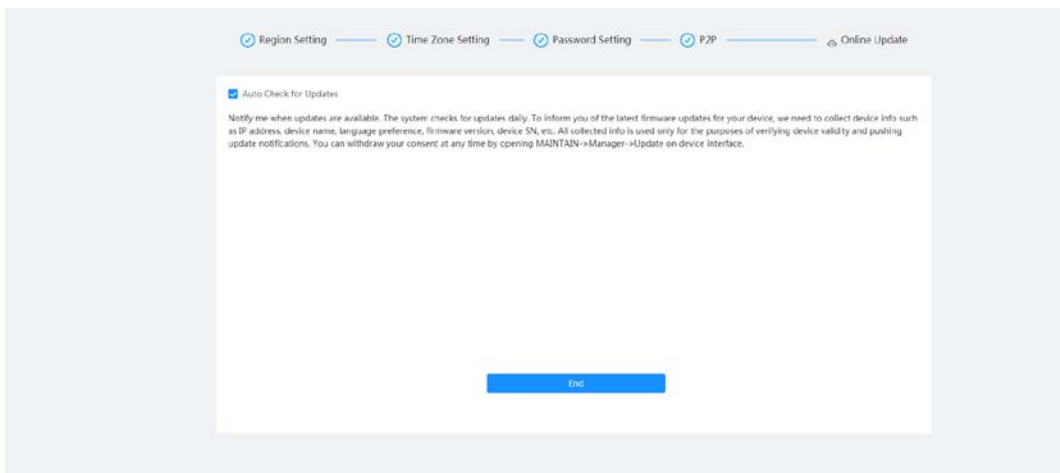 Region Setting Time Zone Setting Password Setting P2P Online Update
Auto Check for Updates
Notify me when updates are available. The system checks for updates daily. To inform you of the latest firmware updates for your device, we need to collect device info such
as IP address, device name, language preference, firmware version, device SN, etc. All collected info is used only for the purposes of verifying device validity and pushing
update notifications. You can withdraw your consent at any time by opening MAINTAIN->Manager->Update on device interface.
End